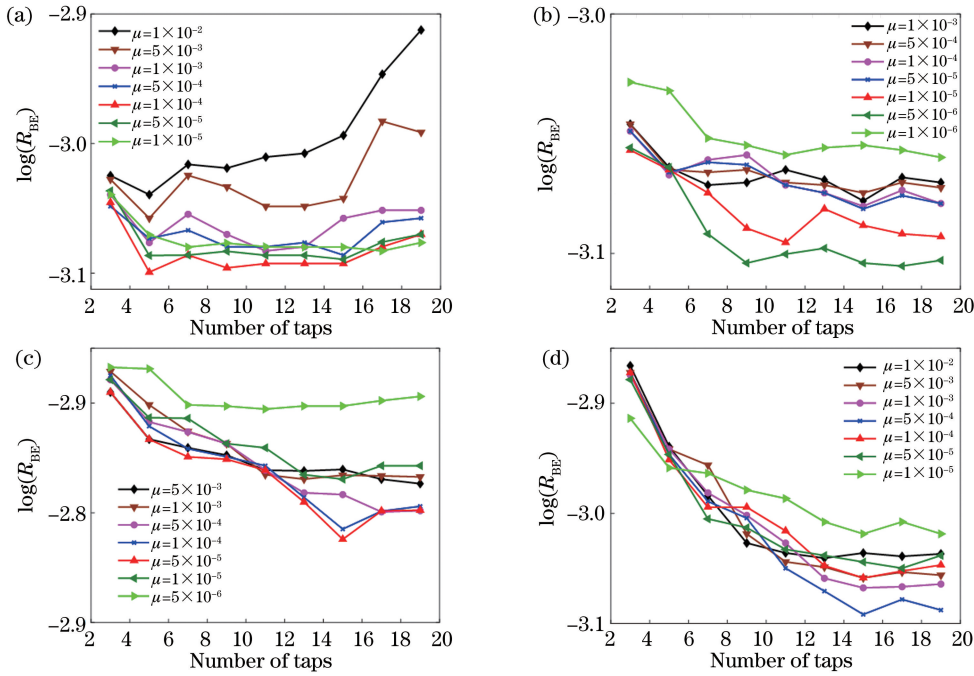 (a)
−2.9
−3.0
−3.1
log(R_BE)
μ=1×10⁻²
μ=5×10⁻³
μ=1×10⁻³
μ=5×10⁻⁴
μ=1×10⁻⁴
μ=5×10⁻⁵
μ=1×10⁻⁵
2 4 6 8 10 12 14 16 18 20
Number of taps
(b)
−3.0
−3.1
log(R_BE)
μ=1×10⁻³
μ=5×10⁻⁴
μ=1×10⁻⁴
μ=5×10⁻⁵
μ=1×10⁻⁵
μ=5×10⁻⁶
μ=1×10⁻⁶
2 4 6 8 10 12 14 16 18 20
Number of taps
(c)
−2.9
−2.8
−2.9
log(R_BE)
μ=5×10⁻³
μ=1×10⁻³
μ=5×10⁻⁴
μ=1×10⁻⁴
μ=5×10⁻⁵
μ=1×10⁻⁵
μ=5×10⁻⁶
2 4 6 8 10 12 14 16 18 20
Number of taps
(d)
−2.9
−3.0
−3.1
log(R_BE)
μ=1×10⁻²
μ=5×10⁻³
μ=1×10⁻³
μ=5×10⁻⁴
μ=1×10⁻⁴
μ=5×10⁻⁵
μ=1×10⁻⁵
2 4 6 8 10 12 14 16 18 20
Number of taps